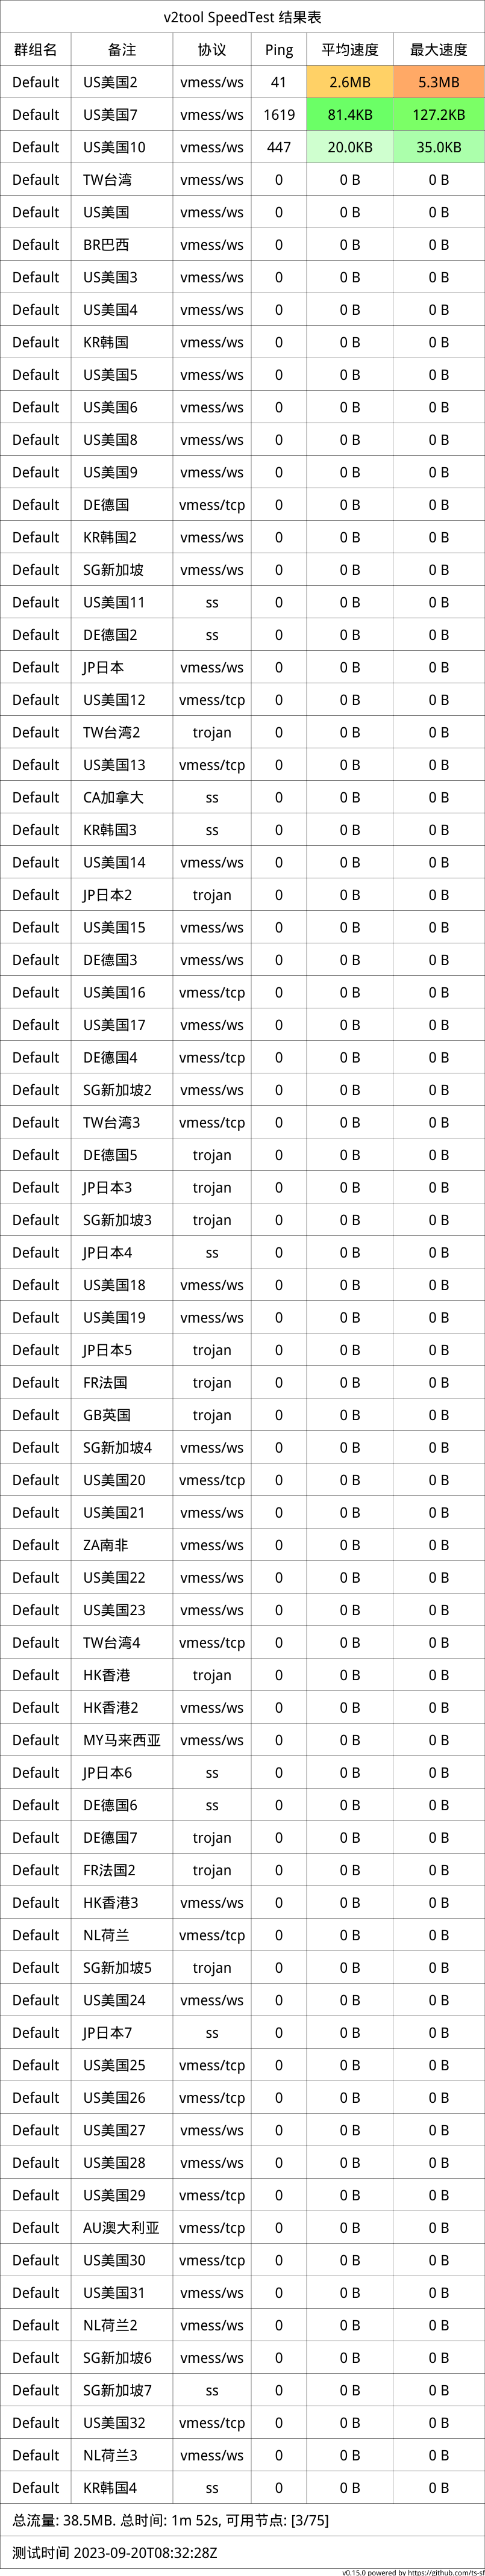 v2tool SpeedTest 结果表
群组名 备注 协议 Ping 平均速度 最大速度
Default US美国2 vmess/ws 41 2.6MB 5.3MB
Default US美国7 vmess/ws 1619 81.4KB 127.2KB
Default US美国10 vmess/ws 447 20.0KB 35.0KB
Default TW台湾 vmess/ws 0 0 B 0 B
Default US美国 vmess/ws 0 0 B 0 B
Default BR巴西 vmess/ws 0 0 B 0 B
Default US美国3 vmess/ws 0 0 B 0 B
Default US美国4 vmess/ws 0 0 B 0 B
Default KR韩国 vmess/ws 0 0 B 0 B
Default US美国5 vmess/ws 0 0 B 0 B
Default US美国6 vmess/ws 0 0 B 0 B
Default US美国8 vmess/ws 0 0 B 0 B
Default US美国9 vmess/ws 0 0 B 0 B
Default DE德国 vmess/tcp 0 0 B 0 B
Default KR韩国2 vmess/ws 0 0 B 0 B
Default SG新加坡 vmess/ws 0 0 B 0 B
Default US美国11 ss 0 0 B 0 B
Default DE德国2 ss 0 0 B 0 B
Default JP日本 vmess/ws 0 0 B 0 B
Default US美国12 vmess/tcp 0 0 B 0 B
Default TW台湾2 trojan 0 0 B 0 B
Default US美国13 vmess/tcp 0 0 B 0 B
Default CA加拿大 ss 0 0 B 0 B
Default KR韩国3 ss 0 0 B 0 B
Default US美国14 vmess/ws 0 0 B 0 B
Default JP日本2 trojan 0 0 B 0 B
Default US美国15 vmess/ws 0 0 B 0 B
Default DE德国3 vmess/ws 0 0 B 0 B
Default US美国16 vmess/tcp 0 0 B 0 B
Default US美国17 vmess/ws 0 0 B 0 B
Default DE德国4 vmess/tcp 0 0 B 0 B
Default SG新加坡2 vmess/ws 0 0 B 0 B
Default TW台湾3 vmess/tcp 0 0 B 0 B
Default DE德国5 trojan 0 0 B 0 B
Default JP日本3 trojan 0 0 B 0 B
Default SG新加坡3 trojan 0 0 B 0 B
Default JP日本4 ss 0 0 B 0 B
Default US美国18 vmess/ws 0 0 B 0 B
Default US美国19 vmess/ws 0 0 B 0 B
Default JP日本5 trojan 0 0 B 0 B
Default FR法国 trojan 0 0 B 0 B
Default GB英国 trojan 0 0 B 0 B
Default SG新加坡4 vmess/ws 0 0 B 0 B
Default US美国20 vmess/tcp 0 0 B 0 B
Default US美国21 vmess/ws 0 0 B 0 B
Default ZA南非 vmess/ws 0 0 B 0 B
Default US美国22 vmess/ws 0 0 B 0 B
Default US美国23 vmess/ws 0 0 B 0 B
Default TW台湾4 vmess/tcp 0 0 B 0 B
Default HK香港 trojan 0 0 B 0 B
Default HK香港2 vmess/ws 0 0 B 0 B
Default MY马来西亚 vmess/ws 0 0 B 0 B
Default JP日本6 ss 0 0 B 0 B
Default DE德国6 ss 0 0 B 0 B
Default DE德国7 trojan 0 0 B 0 B
Default FR法国2 trojan 0 0 B 0 B
Default HK香港3 vmess/ws 0 0 B 0 B
Default NL荷兰 vmess/tcp 0 0 B 0 B
Default SG新加坡5 trojan 0 0 B 0 B
Default US美国24 vmess/ws 0 0 B 0 B
Default JP日本7 ss 0 0 B 0 B
Default US美国25 vmess/tcp 0 0 B 0 B
Default US美国26 vmess/tcp 0 0 B 0 B
Default US美国27 vmess/ws 0 0 B 0 B
Default US美国28 vmess/ws 0 0 B 0 B
Default US美国29 vmess/tcp 0 0 B 0 B
Default AU澳大利亚 vmess/tcp 0 0 B 0 B
Default US美国30 vmess/tcp 0 0 B 0 B
Default US美国31 vmess/ws 0 0 B 0 B
Default NL荷兰2 vmess/ws 0 0 B 0 B
Default SG新加坡6 vmess/ws 0 0 B 0 B
Default SG新加坡7 ss 0 0 B 0 B
Default US美国32 vmess/tcp 0 0 B 0 B
Default NL荷兰3 vmess/ws 0 0 B 0 B
Default KR韩国4 ss 0 0 B 0 B
总流量: 38.5MB. 总时间: 1m 52s, 可用节点: [3/75]
测试时间 2023-09-20T08:32:28Z
v0.15.0 powered by https://github.com/ts-sf